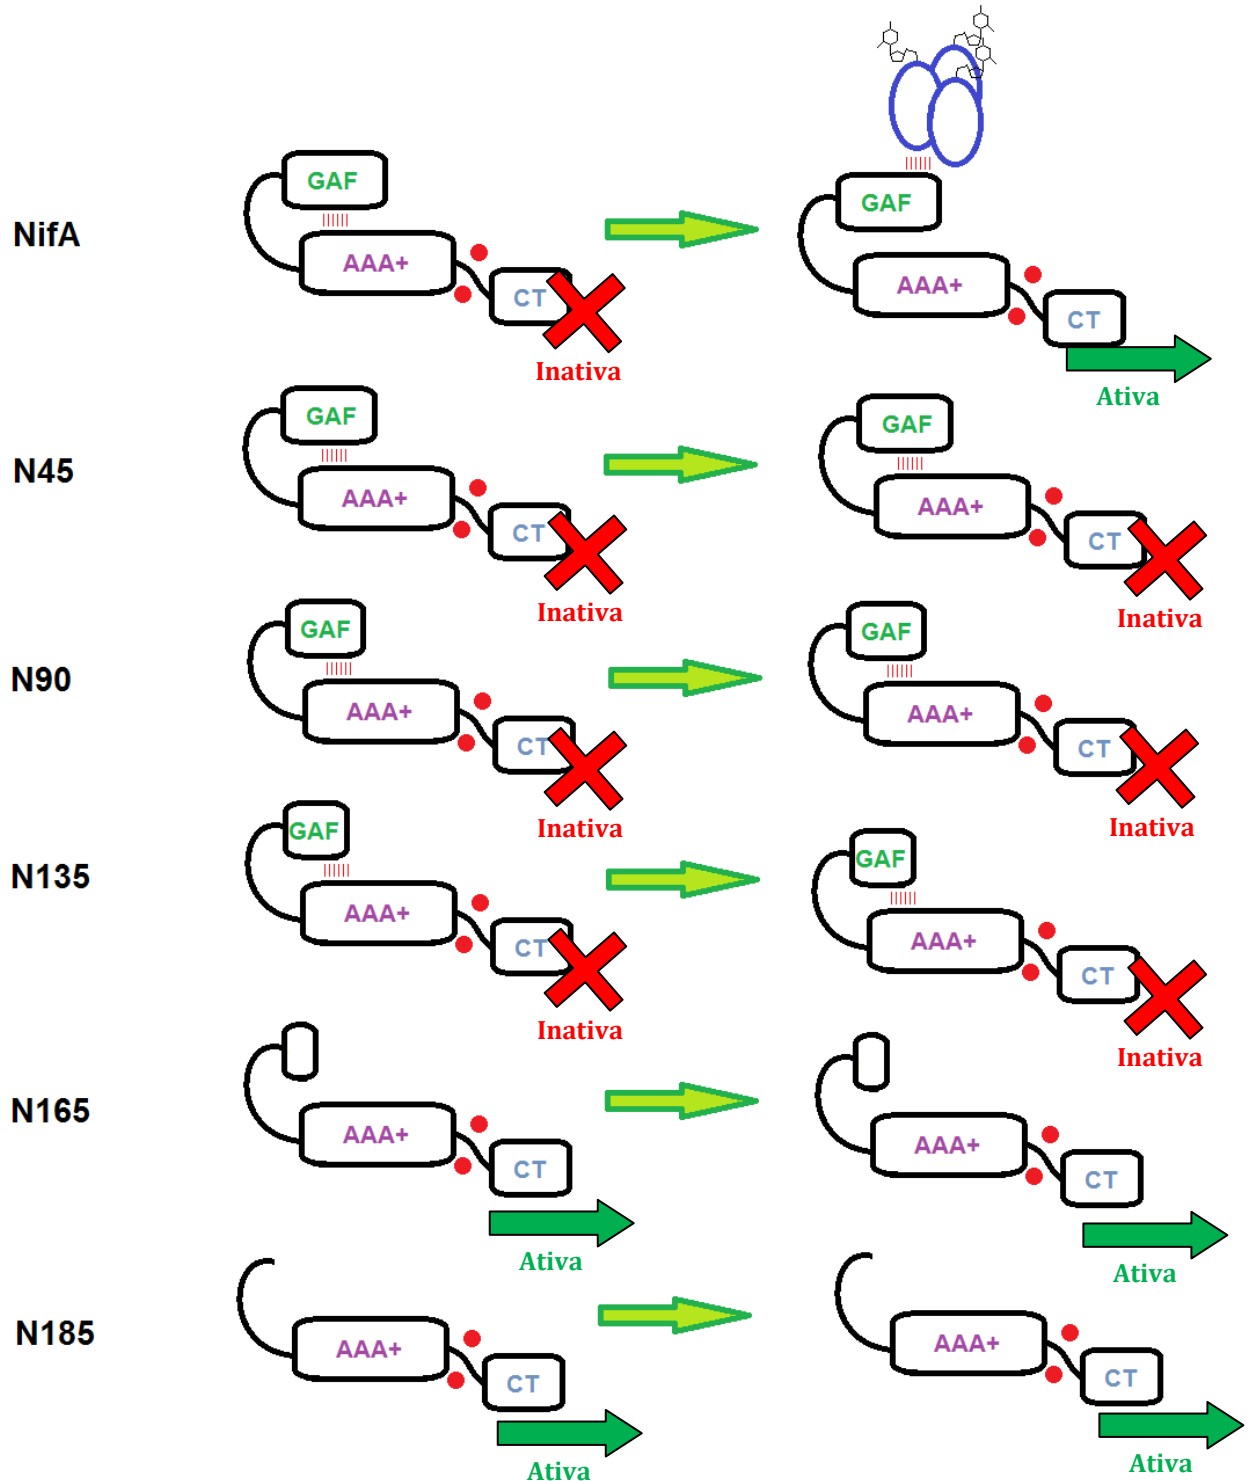 GAF
GAF
NifA
AAA+
AAA+
CT
CT
Inativa
Ativa
GAF
GAF
N45
AAA+
AAA+
CT
CT
Inativa
Inativa
GAF
GAF
N90
AAA+
AAA+
CT
CT
Inativa
Inativa
GAF
GAF
N135
AAA+
AAA+
CT
CT
Inativa
Inativa
N165
AAA+
AAA+
CT
CT
Ativa
Ativa
N185
AAA+
AAA+
CT
CT
Ativa
Ativa